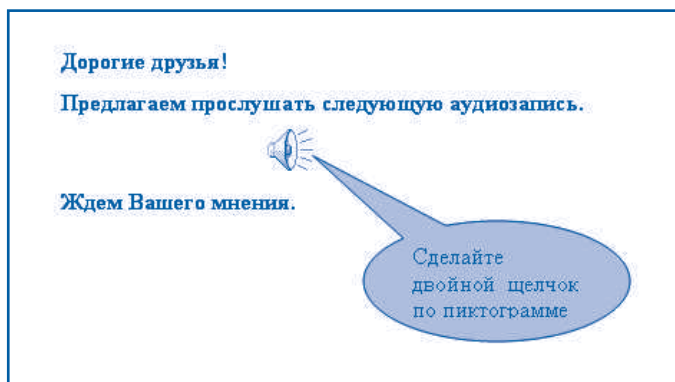 Дорогие друзья!
Предлагаем прослушать следующую аудиозапись.
Ждем Вашего мнения.
Сделайте
двойной щелчок
по пиктограмме